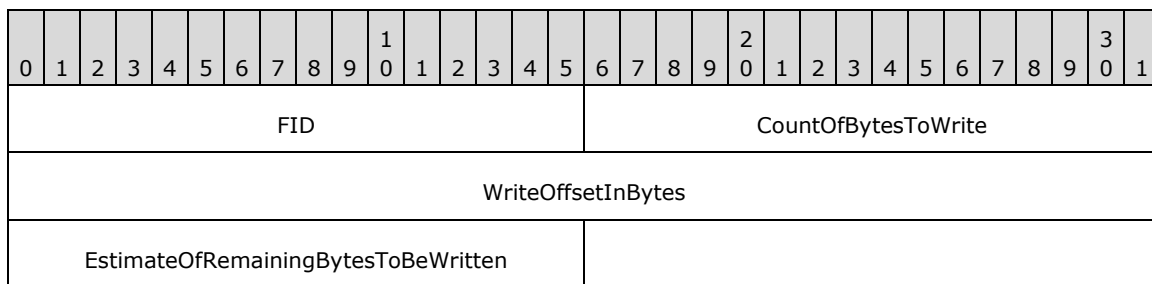 1 2 3
0 1 2 3 4 5 6 7 8 9 0 1 2 3 4 5 6 7 8 9 0 1 2 3 4 5 6 7 8 9 0 1
FID CountOfBytesToWrite
WriteOffsetInBytes
EstimateOfRemainingBytesToBeWritten